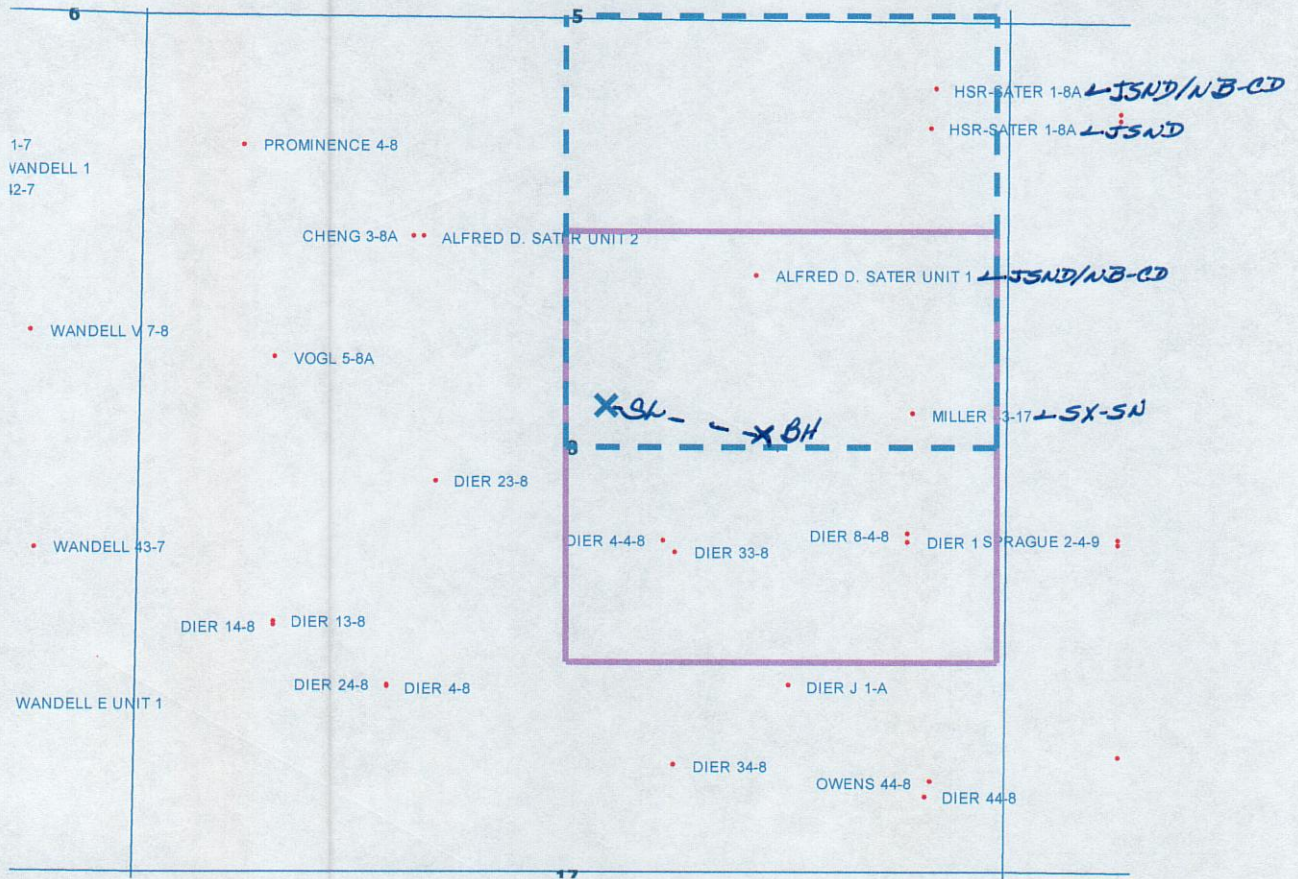 6
5
HSR-SATER 1-8A JSND/NB-CD
HSR-SATER 1-8A JSND
1-7
PROMINENCE 4-8
WANDELL 1
12-7
CHENG 3-8A
ALFRED D. SATER UNIT 2
ALFRED D. SATER UNIT 1 JSND/NB-CD
WANDELL V 7-8
VOGL 5-8A
SL
BH
MILLER 43-17 SX-SN
8
DIER 23-8
WANDELL 43-7
DIER 4-4-8
DIER 33-8
DIER 8-4-8
DIER 1
SPRAGUE 2-4-9
DIER 14-8
DIER 13-8
DIER 24-8
DIER 4-8
DIER J 1-A
WANDELL E UNIT 1
DIER 34-8
OWENS 44-8
DIER 44-8
17